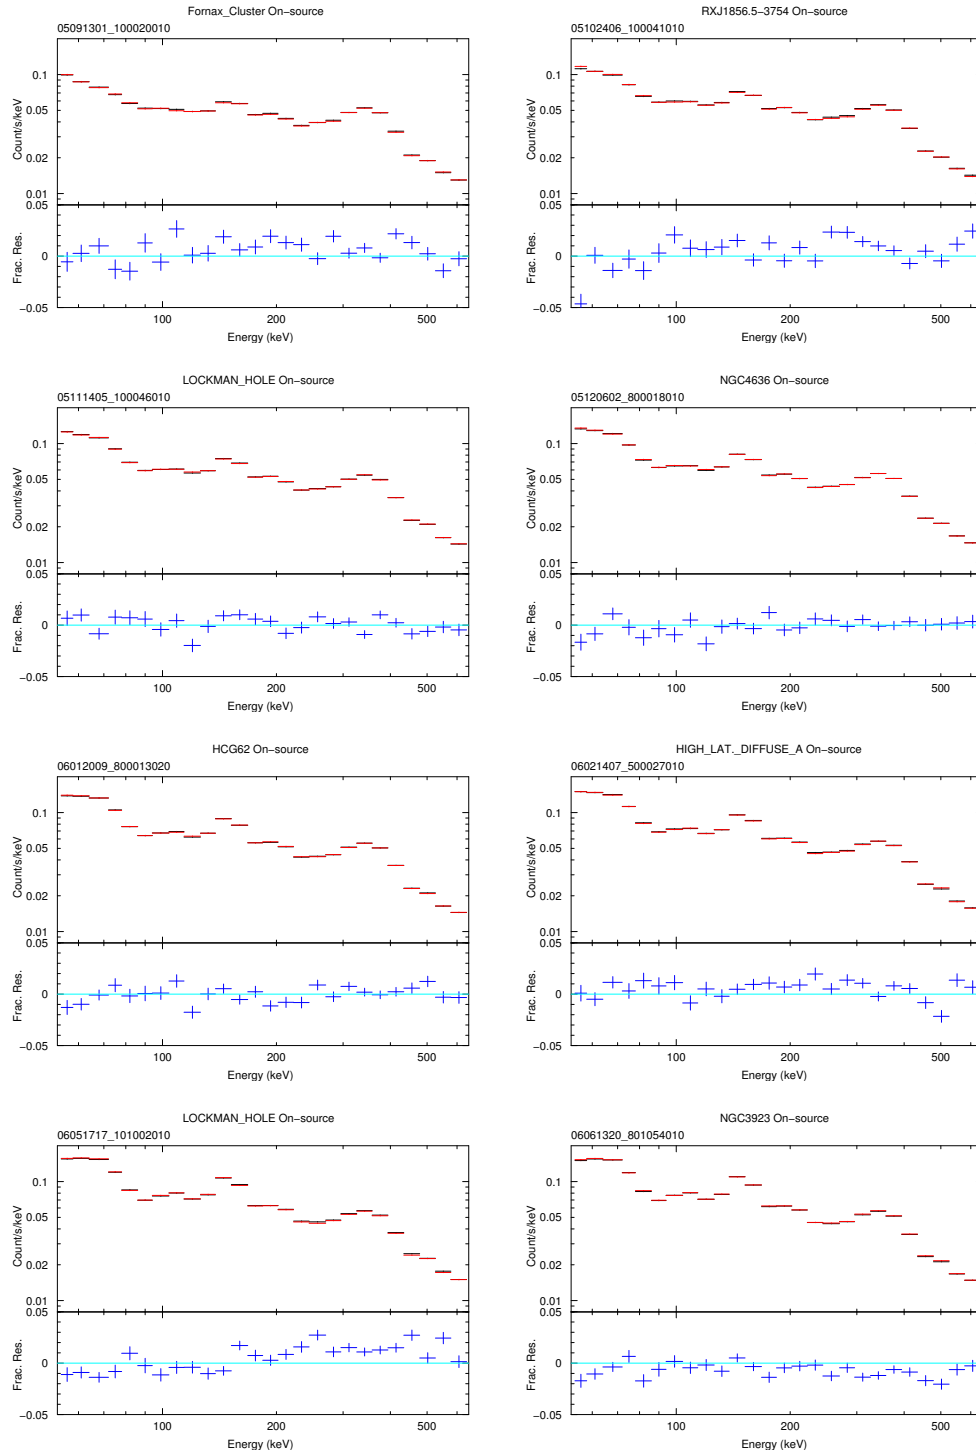 Fornax_Cluster On−source
05091301_100020010
0.1
0.05
0.02
0.01
Count/s/keV
0.05
0
−0.05
Frac. Res.
100 200 500
Energy (keV)
RXJ1856.5−3754 On−source
05102406_100041010
0.1
0.05
0.02
0.01
Count/s/keV
0.05
0
−0.05
Frac. Res.
100 200 500
Energy (keV)
LOCKMAN_HOLE On−source
05111405_100046010
0.1
0.05
0.02
0.01
Count/s/keV
0.05
0
−0.05
Frac. Res.
100 200 500
Energy (keV)
NGC4636 On−source
05120602_800018010
0.1
0.05
0.02
0.01
Count/s/keV
0.05
0
−0.05
Frac. Res.
100 200 500
Energy (keV)
HCG62 On−source
06012009_800013020
0.1
0.05
0.02
0.01
Count/s/keV
0.05
0
−0.05
Frac. Res.
100 200 500
Energy (keV)
HIGH_LAT._DIFFUSE_A On−source
06021407_500027010
0.1
0.05
0.02
0.01
Count/s/keV
0.05
0
−0.05
Frac. Res.
100 200 500
Energy (keV)
LOCKMAN_HOLE On−source
06051717_101002010
0.1
0.05
0.02
0.01
Count/s/keV
0.05
0
−0.05
Frac. Res.
100 200 500
Energy (keV)
NGC3923 On−source
06061320_801054010
0.1
0.05
0.02
0.01
Count/s/keV
0.05
0
−0.05
Frac. Res.
100 200 500
Energy (keV)